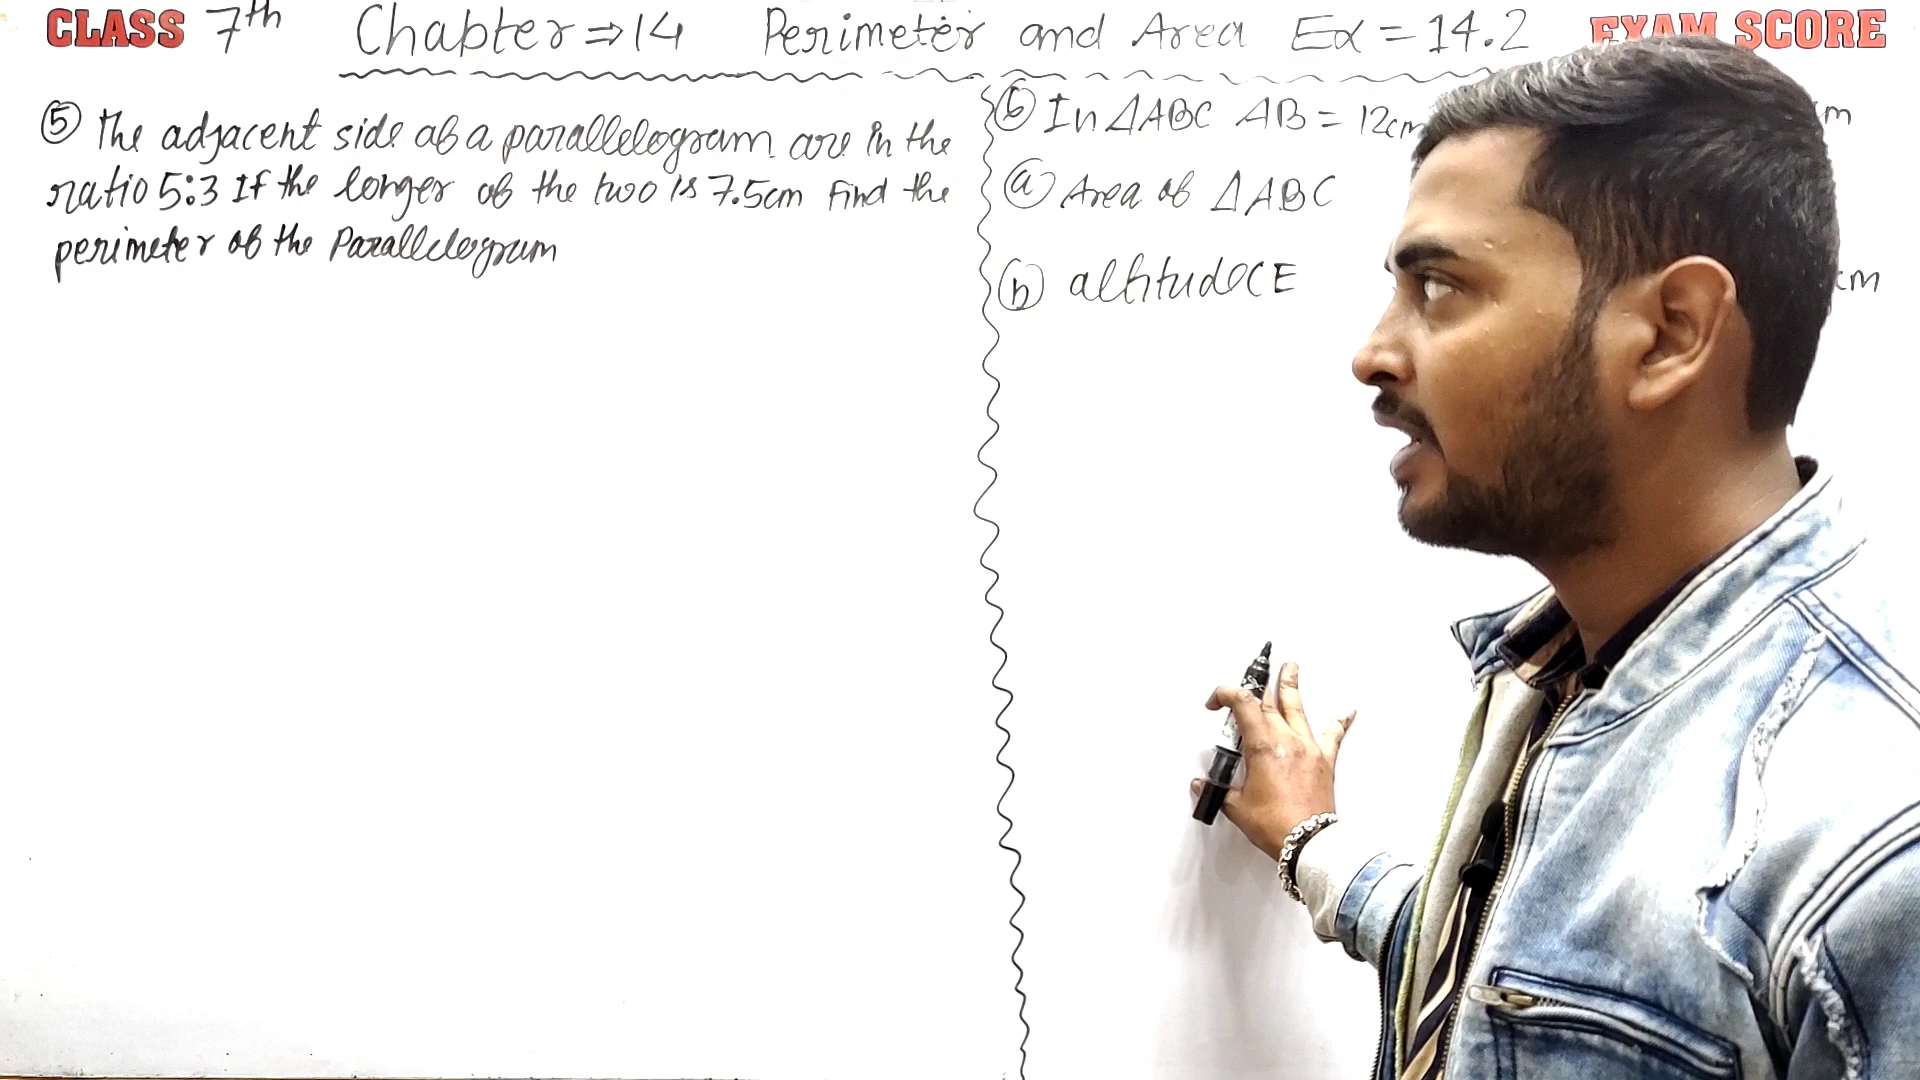 CLASS 7th Chapter ⇒ 14 Perimeter and Area Ex = 14.2 EXAM SCORE
⑤ The adjacent side of a parallelogram are in the
ratio 5:3 If the longer of the two is 7.5cm Find the
perimeter of the Parallelogram
⑥ In ΔABC AB = 12cm
ⓐ Area of ΔABC
ⓑ altitude CE
cm